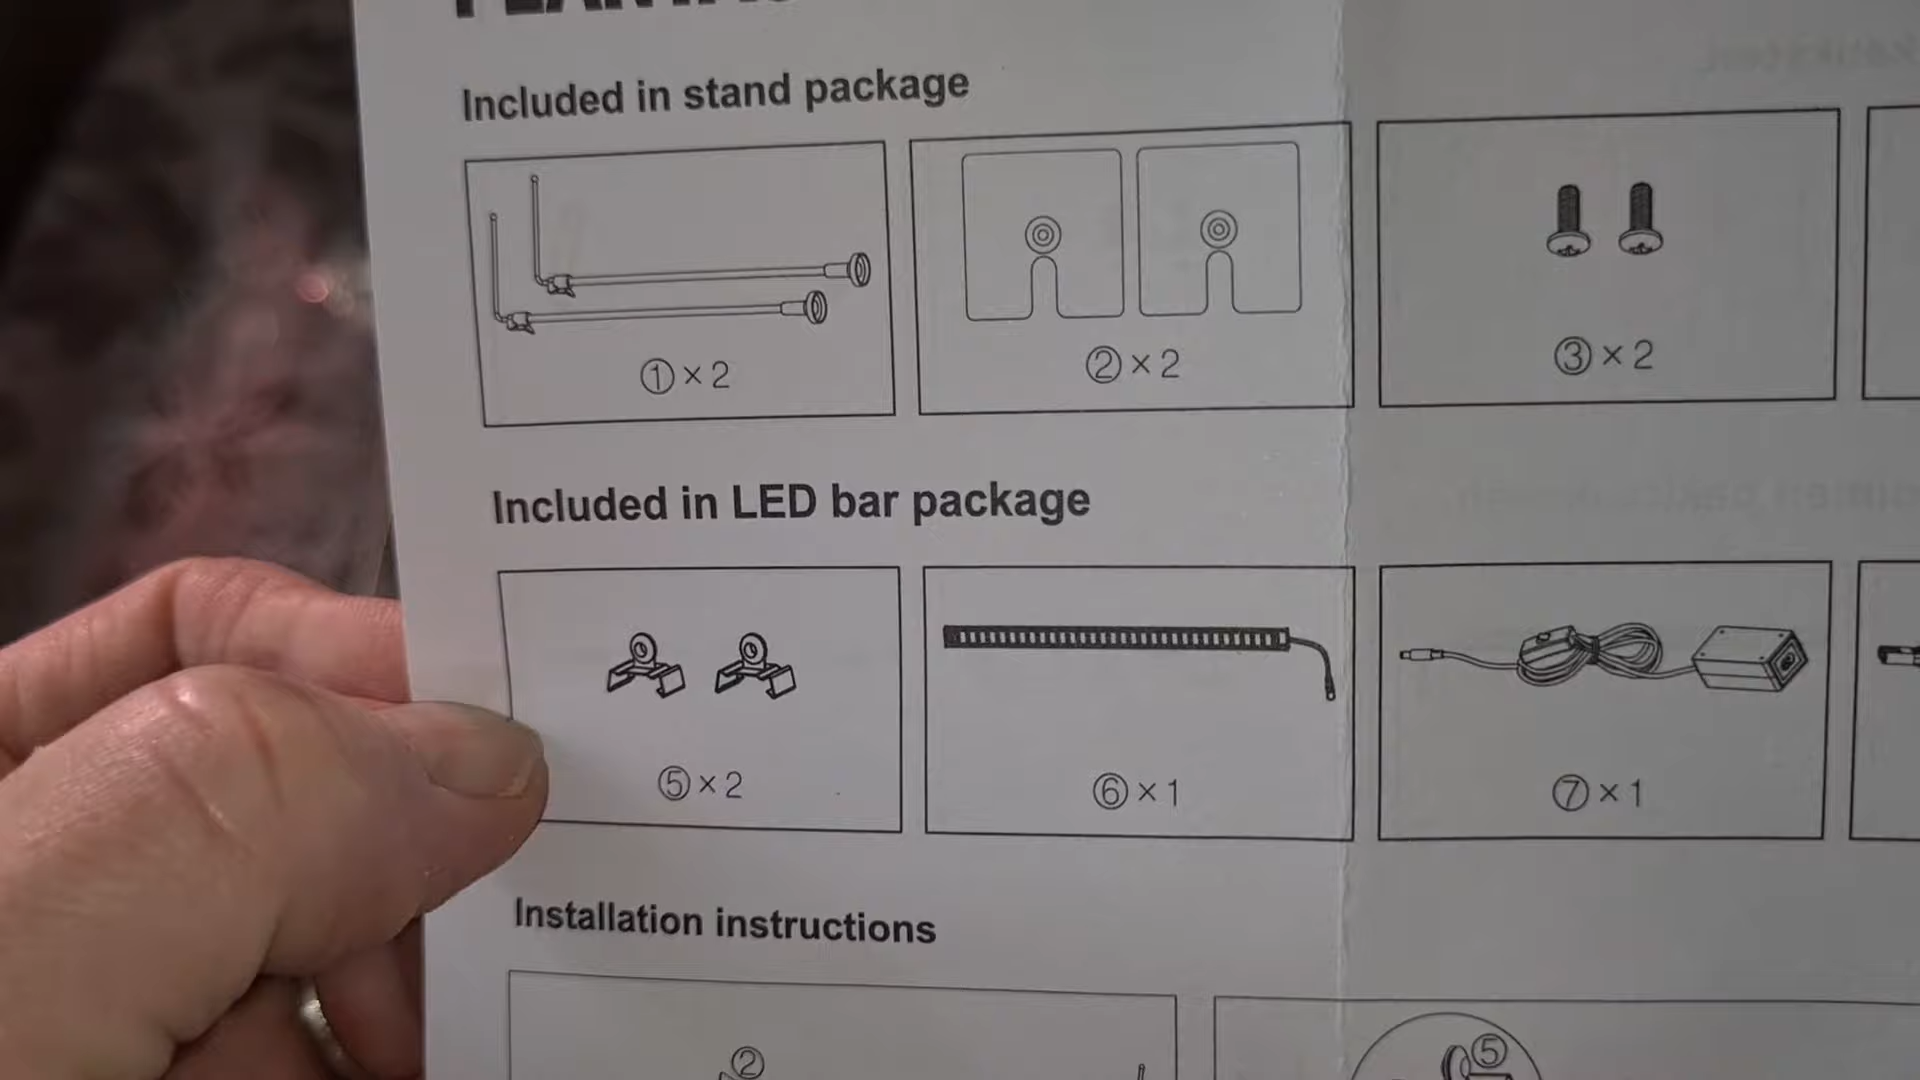 Included in stand package
①×2 ②×2 ③×2
Included in LED bar package
⑤×2 ⑥×1 ⑦×1
Installation instructions
② ⑤